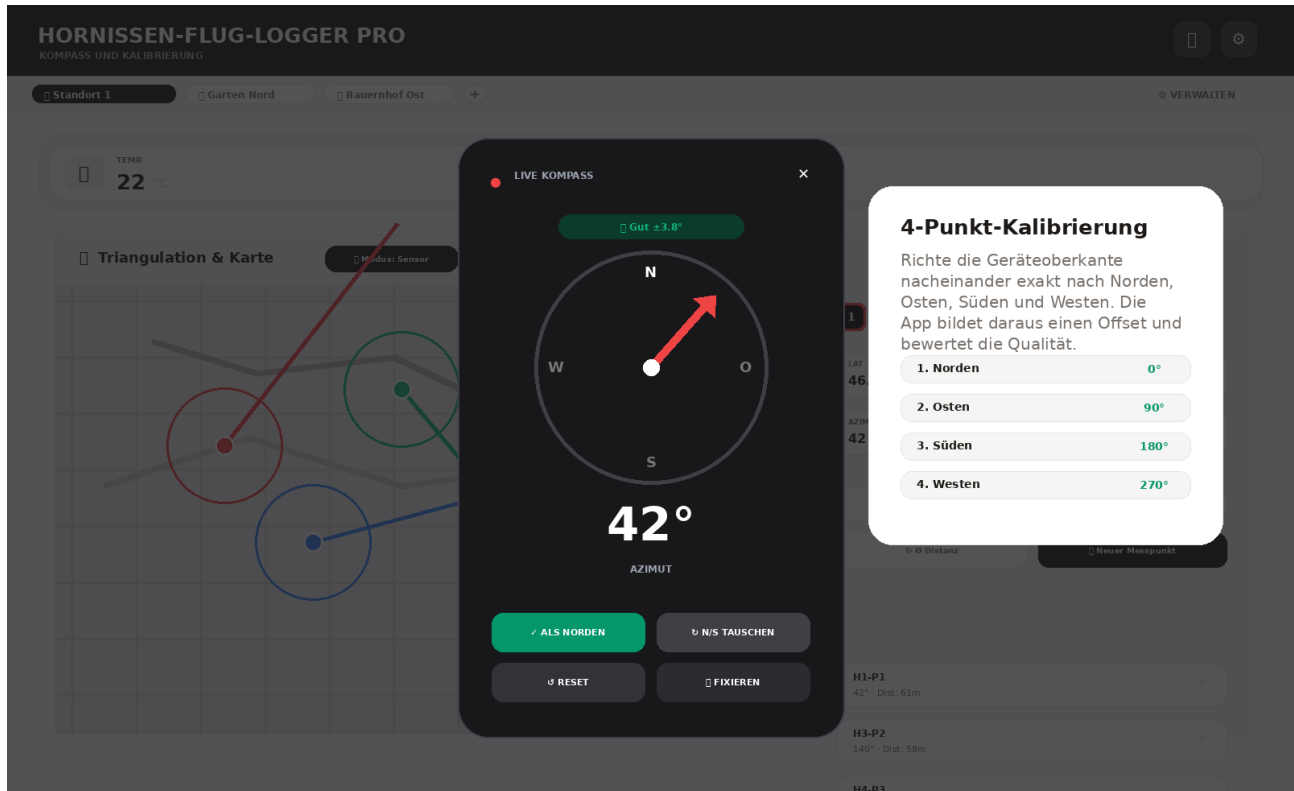 HORNISSEN-FLUG-LOGGER PRO
KOMPASS UND KALIBRIERUNG
Standort 1
Garten Nord
Bauernhof Ost
+
VERWALTEN
TEMP.
22 °C
Triangulation & Karte
Modus: Sensor
LIVE KOMPASS
✕
Gut ±3.8°
N
W
O
S
42°
AZIMUT
✓ ALS NORDEN
↻ N/S TAUSCHEN
↺ RESET
FIXIEREN
4-Punkt-Kalibrierung
Richte die Geräteoberkante
nacheinander exakt nach Norden,
Osten, Süden und Westen. Die
App bildet daraus einen Offset und
bewertet die Qualität.
1. Norden 0°
2. Osten 90°
3. Süden 180°
4. Westen 270°
1
LAT
46.
AZIM
42
↻ Ø Distanz
Neuer Messpunkt
H1-P1
42° · Dist: 61m
H3-P2
140° · Dist: 58m
H4-P3